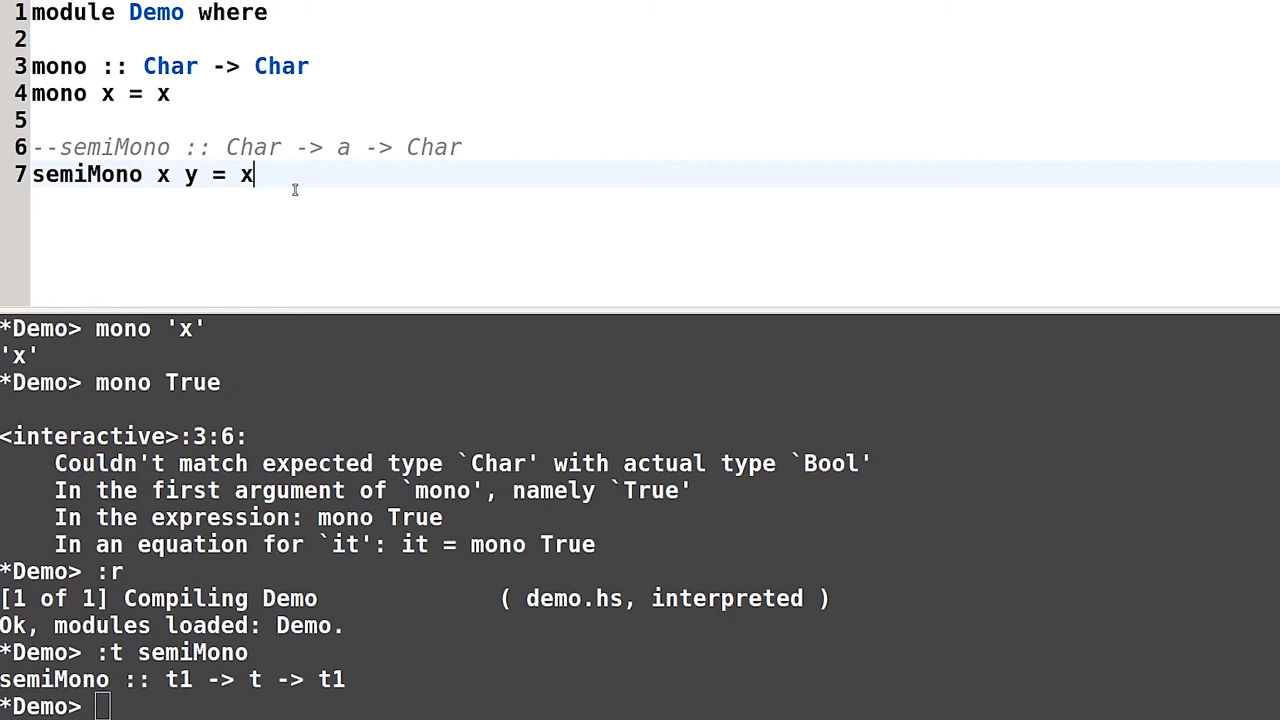 1 module Demo where
2
3 mono :: Char -> Char
4 mono x = x
5
6 --semiMono :: Char -> a -> Char
7 semiMono x y = x
*Demo> mono 'x'
'x'
*Demo> mono True
<interactive>:3:6:
    Couldn't match expected type `Char' with actual type `Bool'
    In the first argument of `mono', namely `True'
    In the expression: mono True
    In an equation for `it': it = mono True
*Demo> :r
[1 of 1] Compiling Demo             ( demo.hs, interpreted )
Ok, modules loaded: Demo.
*Demo> :t semiMono
semiMono :: t1 -> t -> t1
*Demo>